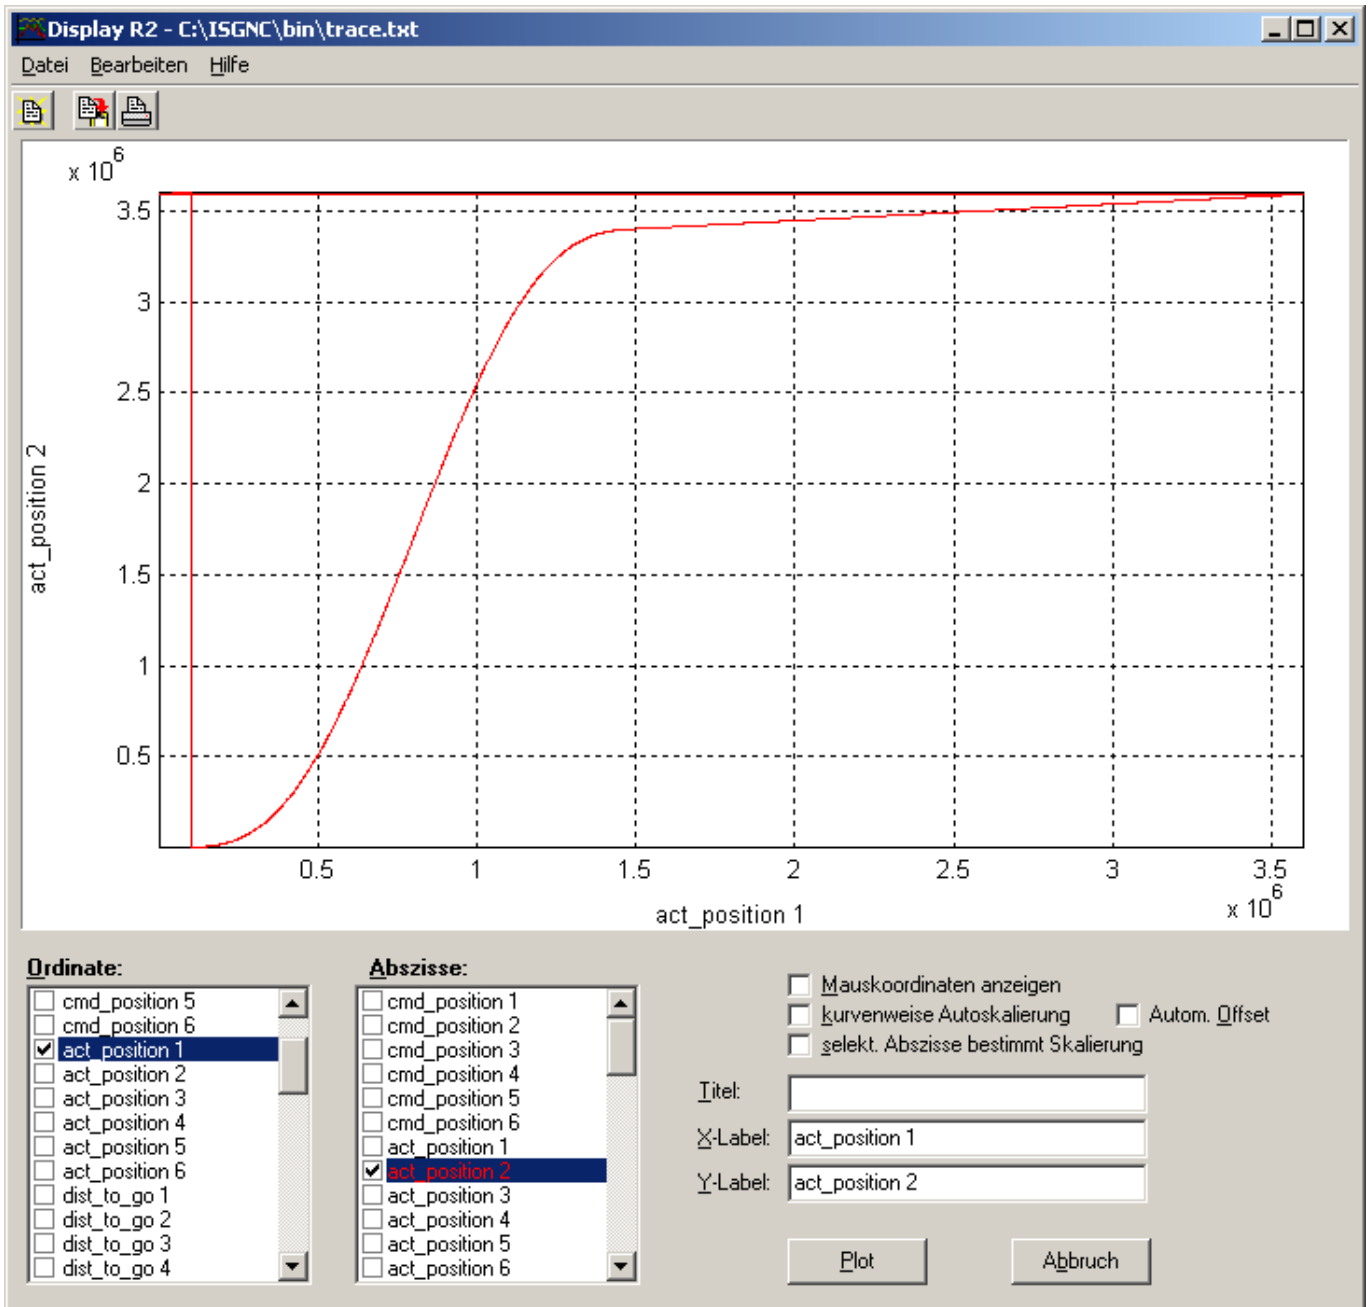 Display R2 - C:\ISGNC\bin\trace.txt
Datei Bearbeiten Hilfe
x 10^6
3.5
3
2.5
2
1.5
1
0.5
act_position 2
0.5 1 1.5 2 2.5 3 3.5
x 10^6
act_position 1
Ordinate:
cmd_position 5
cmd_position 6
act_position 1
act_position 2
act_position 3
act_position 4
act_position 5
act_position 6
dist_to_go 1
dist_to_go 2
dist_to_go 3
dist_to_go 4
Abszisse:
cmd_position 1
cmd_position 2
cmd_position 3
cmd_position 4
cmd_position 5
cmd_position 6
act_position 1
act_position 2
act_position 3
act_position 4
act_position 5
act_position 6
Mauskoordinaten anzeigen
kurvenweise Autoskalierung Autom. Offset
selekt. Abszisse bestimmt Skalierung
Titel:
X-Label: act_position 1
Y-Label: act_position 2
Plot Abbruch